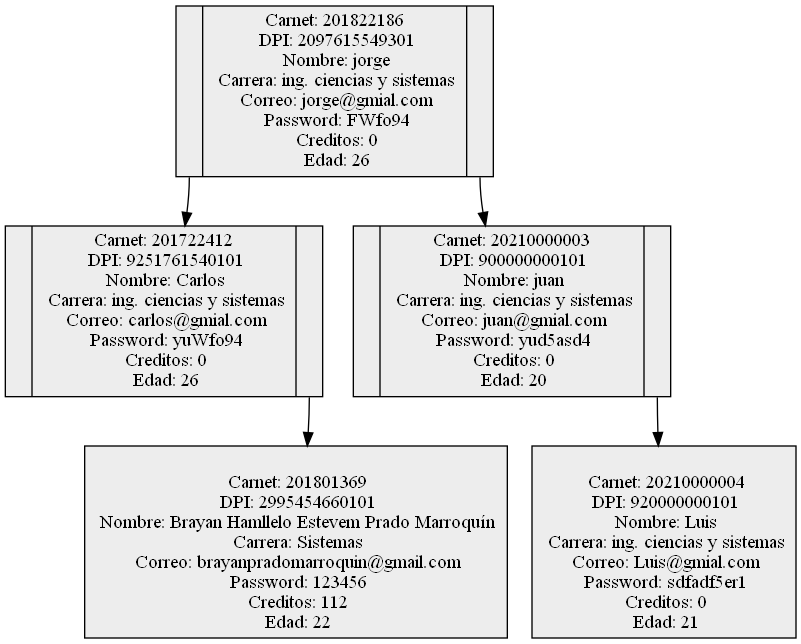 Carnet: 201822186
DPI: 2097615549301
Nombre: jorge
Carrera: ing. ciencias y sistemas
Correo: jorge@gmial.com
Password: FWfo94
Creditos: 0
Edad: 26
Carnet: 201722412
DPI: 9251761540101
Nombre: Carlos
Carrera: ing. ciencias y sistemas
Correo: carlos@gmial.com
Password: yuWfo94
Creditos: 0
Edad: 26
Carnet: 20210000003
DPI: 900000000101
Nombre: juan
Carrera: ing. ciencias y sistemas
Correo: juan@gmial.com
Password: yud5asd4
Creditos: 0
Edad: 20
Carnet: 201801369
DPI: 2995454660101
Nombre: Brayan Hamllelo Estevem Prado Marroquín
Carrera: Sistemas
Correo: brayanpradomarroquin@gmail.com
Password: 123456
Creditos: 112
Edad: 22
Carnet: 20210000004
DPI: 920000000101
Nombre: Luis
Carrera: ing. ciencias y sistemas
Correo: Luis@gmial.com
Password: sdfadf5er1
Creditos: 0
Edad: 21